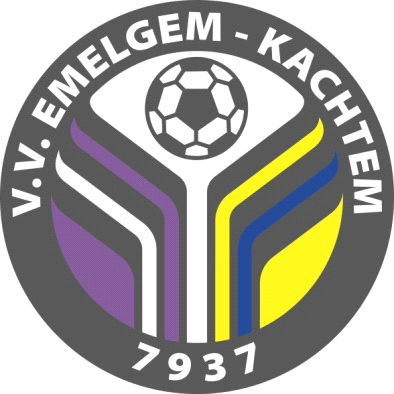 V.V. EMELGEM - KACHTEM
7937